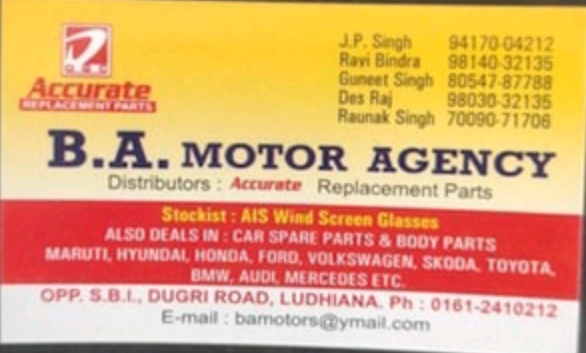 J.P. Singh 94170-04212
Ravi Bindra 98140-32135
Guneet Singh 80547-87788
Des Raj 98030-32135
Raunak Singh 70090-71706
Accurate
REPLACEMENT PARTS
B.A. MOTOR AGENCY
Distributors : Accurate Replacement Parts
Stockist : AIS Wind Screen Glasses
ALSO DEALS IN : CAR SPARE PARTS & BODY PARTS
MARUTI, HYUNDAI, HONDA, FORD, VOLKSWAGEN, SKODA, TOYOTA,
BMW, AUDI, MERCEDES ETC.
OPP. S.B.I., DUGRI ROAD, LUDHIANA. Ph : 0161-2410212
E-mail : bamotors@ymail.com